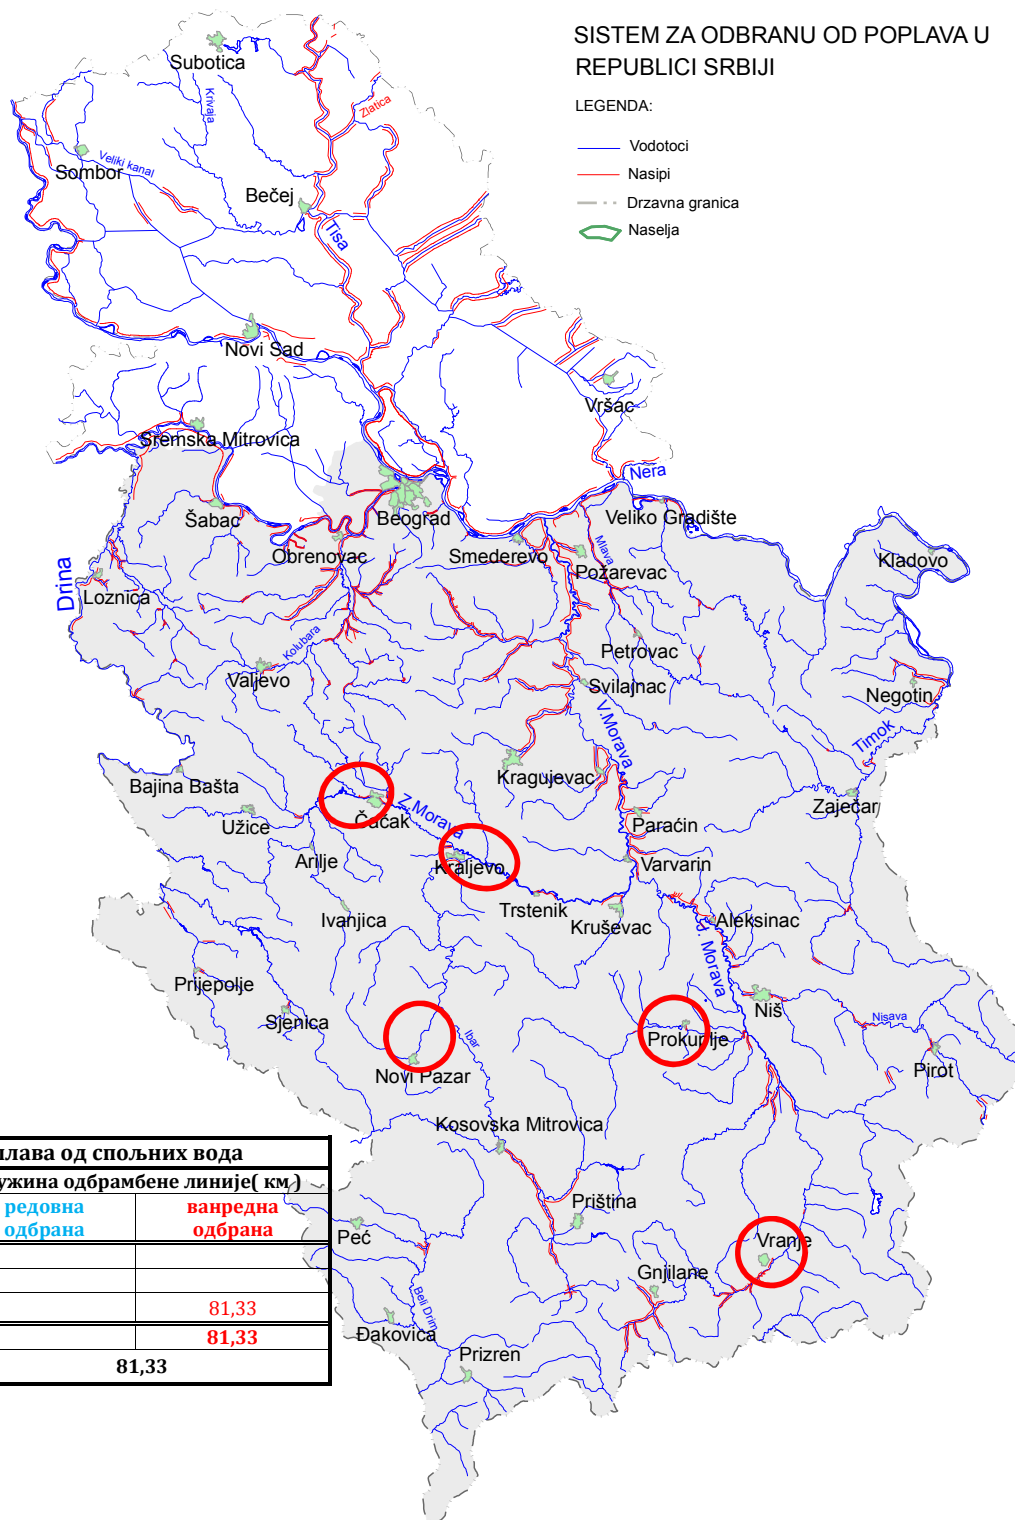 SISTEM ZA ODBRANU OD POPLAVA U
REPUBLICI SRBIJI
LEGENDA:
Vodotoci
Nasipi
Drzavna granica
Naselja
Subotica
Krivaja
Zlatica
Sombor
Veliki kanal
Bečej
Tisa
Novi Sad
Vršac
Sremska Mitrovica
Nera
Šabac
Beograd
Veliko Gradište
Obrenovac
Smederevo
Mlava
Požarevac
Kladovo
Drina
Loznica
Kolubara
Petrovac
Valjevo
Svilajnac
Negotin
V.Morava
Timok
Bajina Bašta
Kragujevac
Zaječar
Užice
Čačak
Z.Morava
Paraćin
Arilje
Kraljevo
Varvarin
Ivanjica
Trstenik
Kruševac
Aleksinac
J. Morava
Prijepolje
Sjenica
Niš
Nisava
Ibar
Prokuplje
Novi Pazar
Pirot
Kosovska Mitrovica
плава од спољних вода
ужина одбрамбене линије( км )
редовна
одбрана
ванредна
одбрана
81,33
81,33
81,33
Priština
Peć
Vranje
Gnjilane
Beli Drim
Đakovica
Prizren